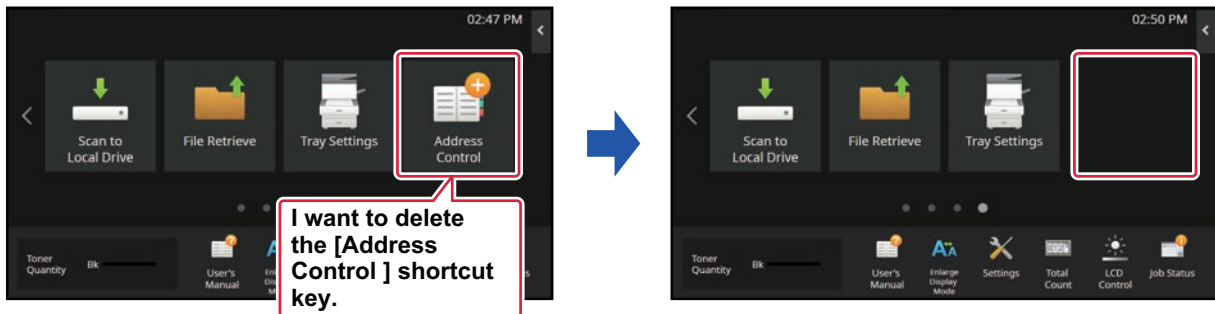 02:47 PM
Scan to
Local Drive
File Retrieve
Tray Settings
Address
Control
I want to delete
the [Address
Control ] shortcut
key.
Toner
Quantity
Bk
User's
Manual
02:50 PM
Scan to
Local Drive
File Retrieve
Tray Settings
Toner
Quantity
Bk
User's
Manual
Enlarge
Display
Mode
Settings
Total
Count
LCD
Control
Job Status